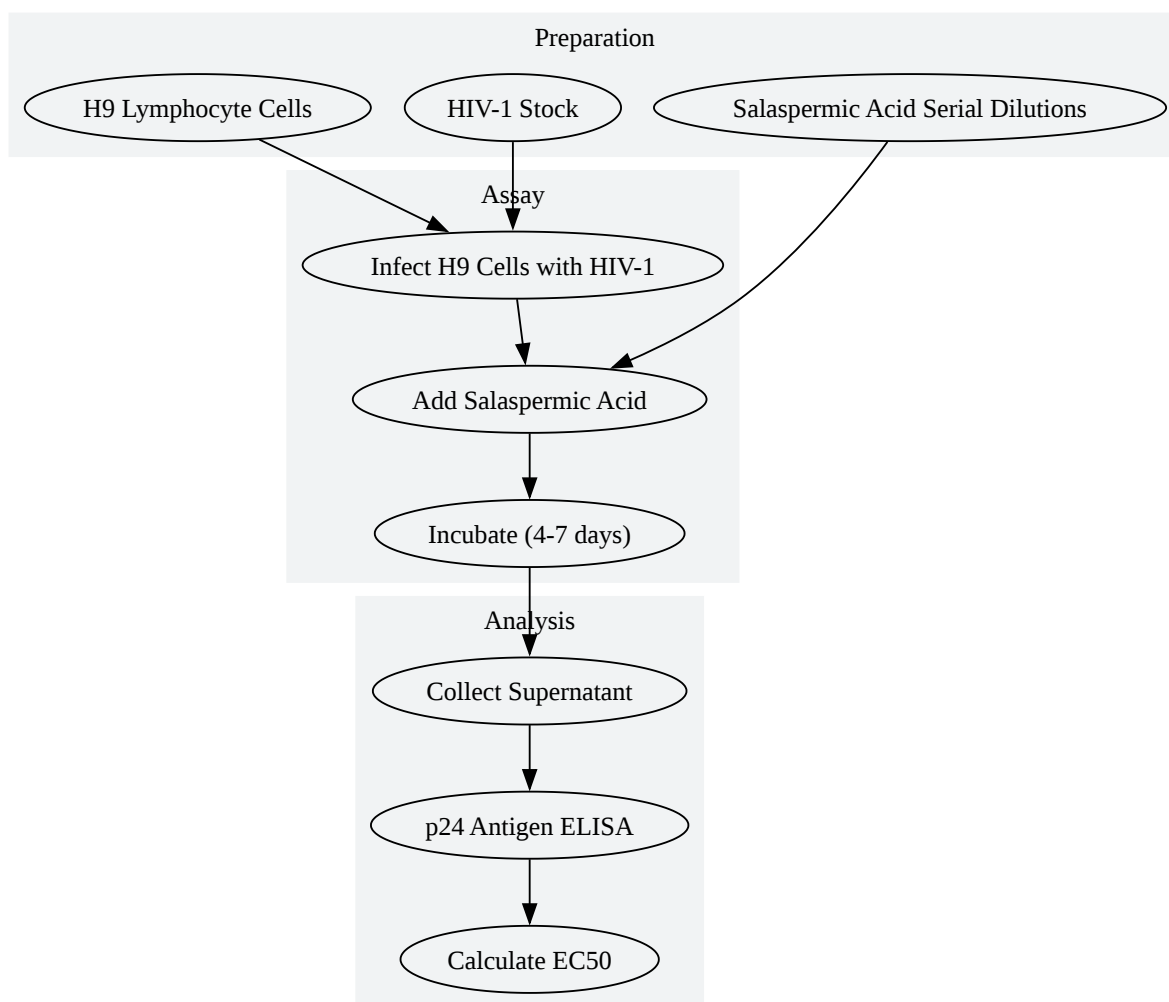 Preparation
H9 Lymphocyte Cells
HIV-1 Stock
Salaspermic Acid Serial Dilutions
Assay
Infect H9 Cells with HIV-1
Add Salaspermic Acid
Incubate (4-7 days)
Analysis
Collect Supernatant
p24 Antigen ELISA
Calculate EC50